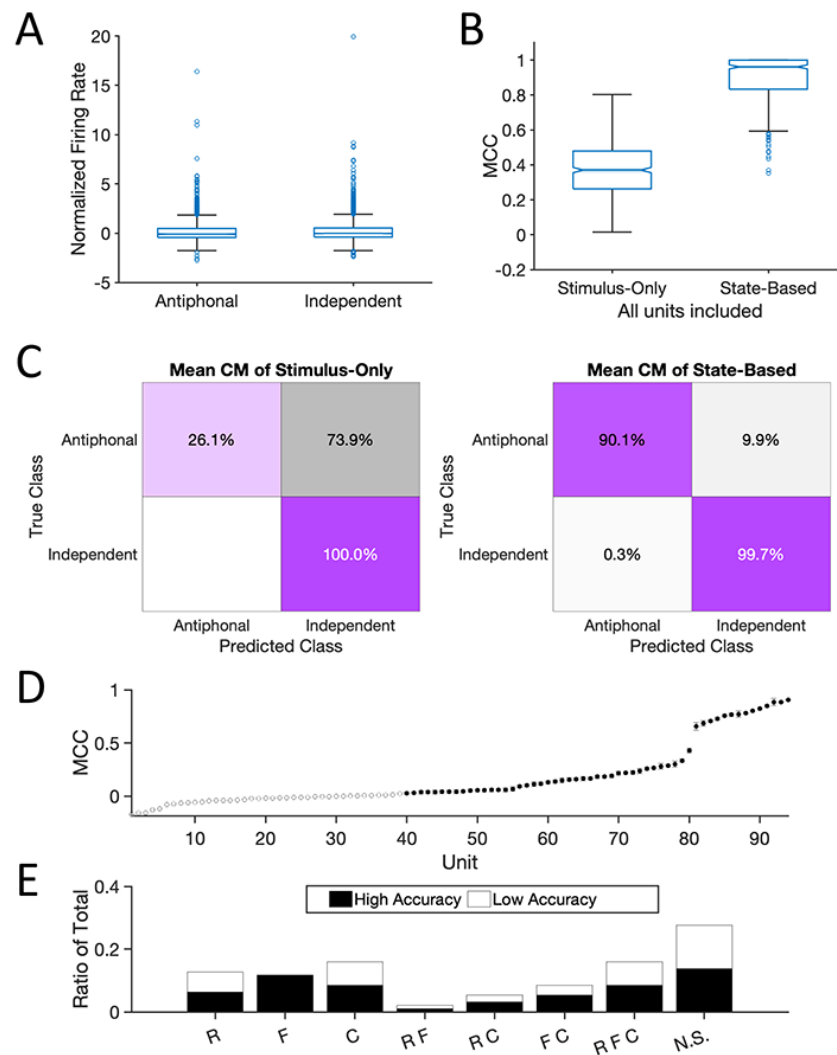 A
Normalized Firing Rate
20
15
10
5
0
-5
Antiphonal
Independent
B
MCC
1
0.8
0.6
0.4
0.2
0
-0.2
Stimulus-Only
State-Based
All units included
C
Mean CM of Stimulus-Only
True Class
Antiphonal
26.1%
73.9%
Independent
100.0%
Antiphonal
Independent
Predicted Class
Mean CM of State-Based
True Class
Antiphonal
90.1%
9.9%
Independent
0.3%
99.7%
Antiphonal
Independent
Predicted Class
D
MCC
1
0.5
0
10
20
30
40
50
60
70
80
90
Unit
E
Ratio of Total
0.4
0.2
0
High Accuracy
Low Accuracy
R
F
C
R F
R C
F C
R F C
N.S.